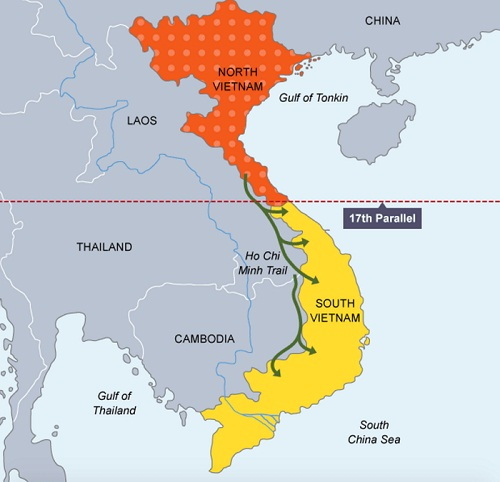 CHINA
NORTH
VIETNAM
Gulf of Tonkin
LAOS
17th Parallel
THAILAND
Ho Chi
Minh Trail
SOUTH
VIETNAM
CAMBODIA
Gulf of
Thailand
South
China Sea